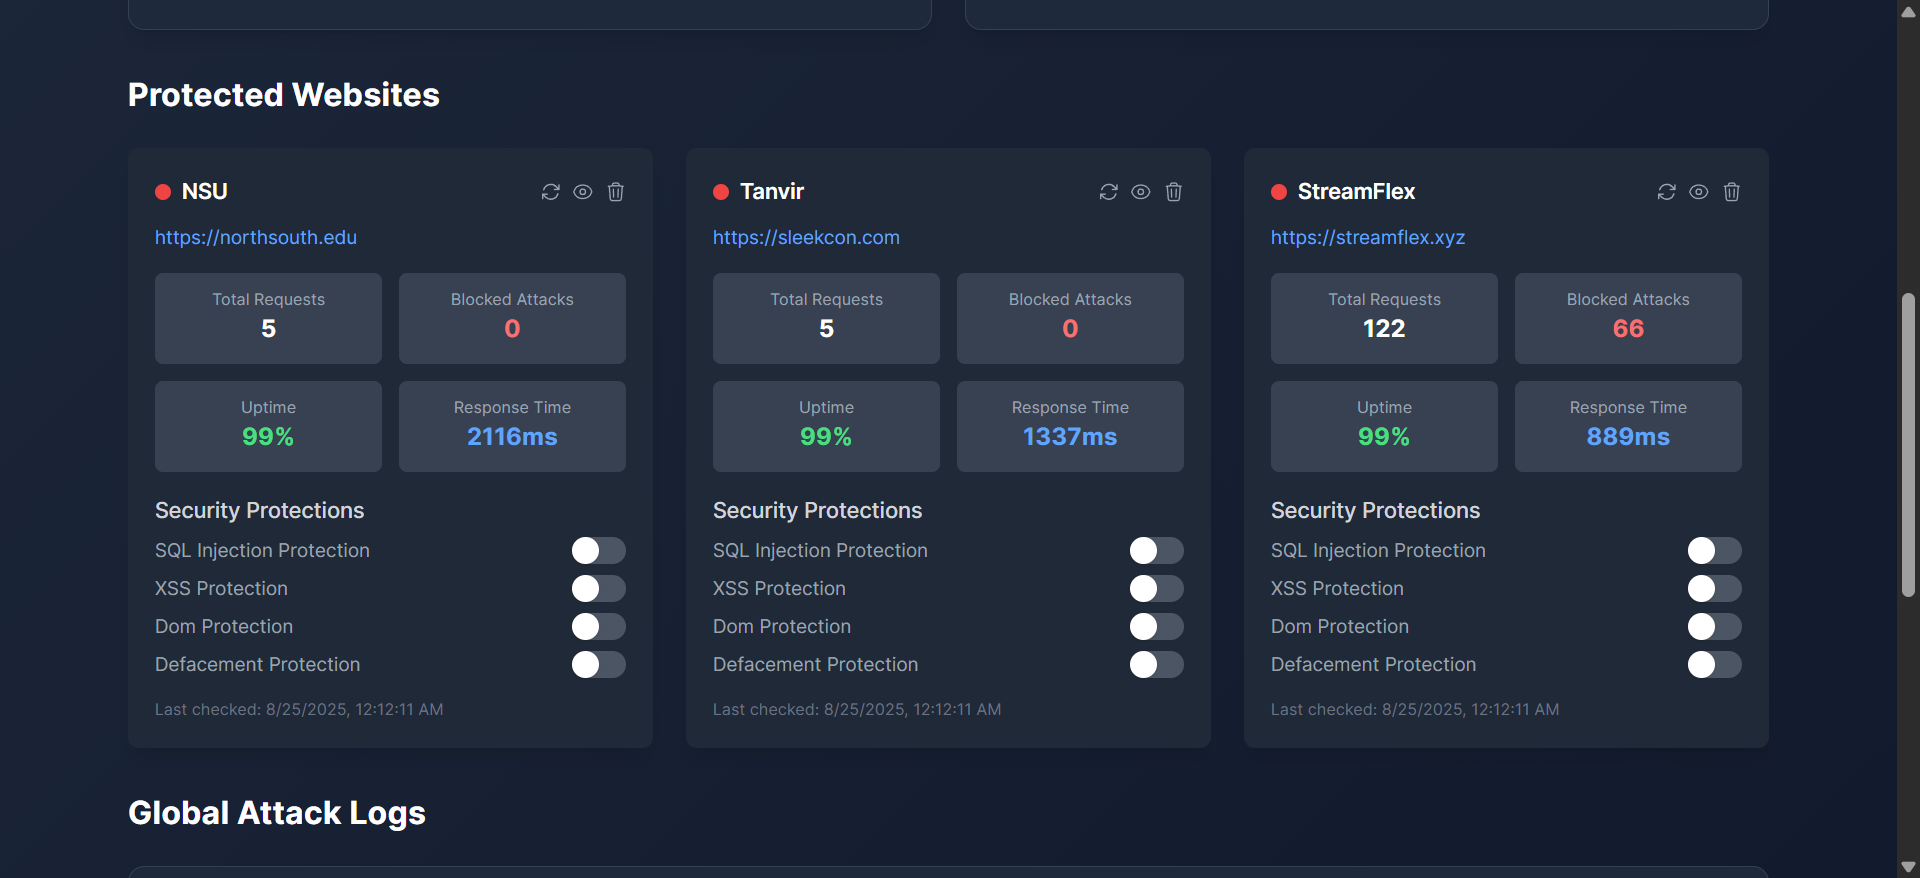 Protected Websites
NSU
https://northsouth.edu
Total Requests
5
Blocked Attacks
0
Uptime
99%
Response Time
2116ms
Security Protections
SQL Injection Protection
XSS Protection
Dom Protection
Defacement Protection
Last checked: 8/25/2025, 12:12:11 AM
Tanvir
https://sleekcon.com
Total Requests
5
Blocked Attacks
0
Uptime
99%
Response Time
1337ms
Security Protections
SQL Injection Protection
XSS Protection
Dom Protection
Defacement Protection
Last checked: 8/25/2025, 12:12:11 AM
StreamFlex
https://streamflex.xyz
Total Requests
122
Blocked Attacks
66
Uptime
99%
Response Time
889ms
Security Protections
SQL Injection Protection
XSS Protection
Dom Protection
Defacement Protection
Last checked: 8/25/2025, 12:12:11 AM
Global Attack Logs